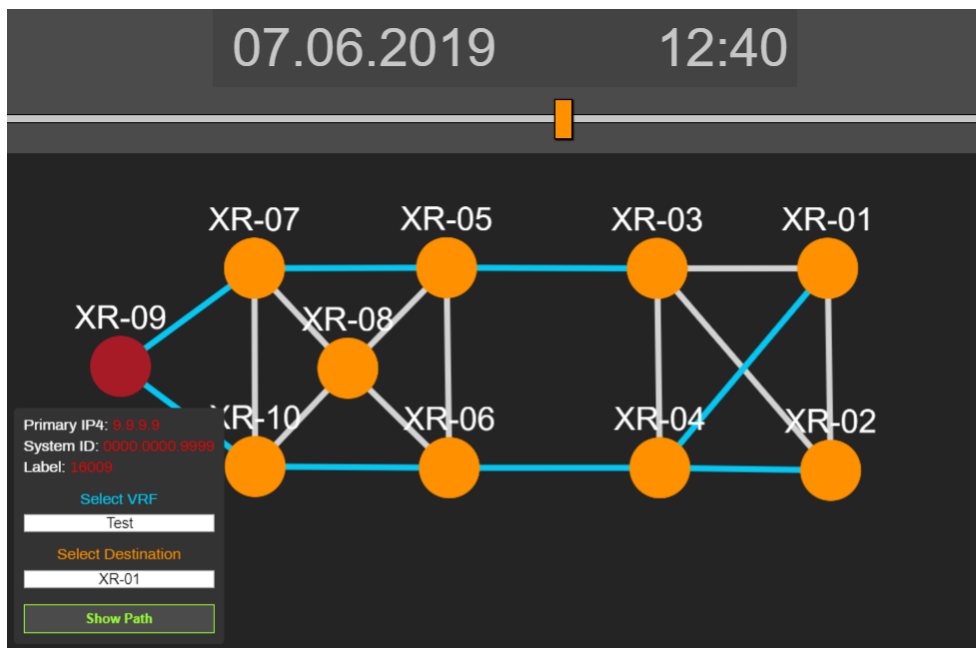 07.06.2019 12:40
XR-07 XR-05 XR-03 XR-01
XR-09 XR-08
XR-10 XR-06 XR-04 XR-02
Primary IP4: 9.9.9.9
System ID: 0000.0000.9999
Label: 16009
Select VRF
Test
Select Destination
XR-01
Show Path